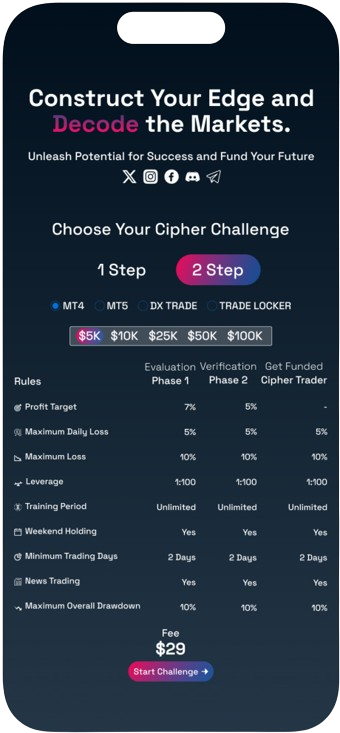 Construct Your Edge and
Decode the Markets.
Unleash Potential for Success and Fund Your Future
Choose Your Cipher Challenge
1 Step 2 Step
MT4 MT5 DX TRADE TRADE LOCKER
$5K $10K $25K $50K $100K
Evaluation Verification Get Funded
Rules Phase 1 Phase 2 Cipher Trader
Profit Target 7% 5% -
Maximum Daily Loss 5% 5% 5%
Maximum Loss 10% 10% 10%
Leverage 1:100 1:100 1:100
Training Period Unlimited Unlimited Unlimited
Weekend Holding Yes Yes Yes
Minimum Trading Days 2 Days 2 Days 2 Days
News Trading Yes Yes Yes
Maximum Overall Drawdown 10% 10% 10%
Fee
$29
Start Challenge →